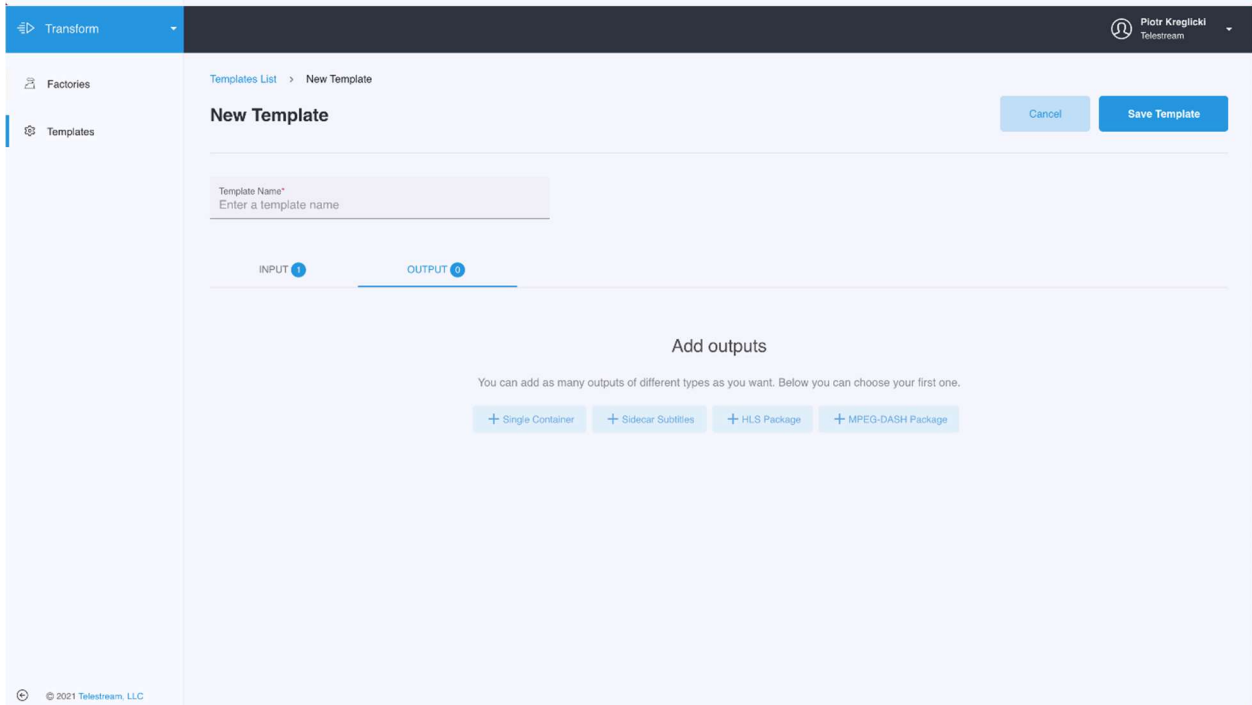 Transform
Piotr Kreglicki
Telestream
Factories
Templates
Templates List > New Template
New Template
Cancel
Save Template
Template Name*
Enter a template name
INPUT 1
OUTPUT 0
Add outputs
You can add as many outputs of different types as you want. Below you can choose your first one.
+ Single Container
+ Sidecar Subtitles
+ HLS Package
+ MPEG-DASH Package
© 2021 Telestream, LLC